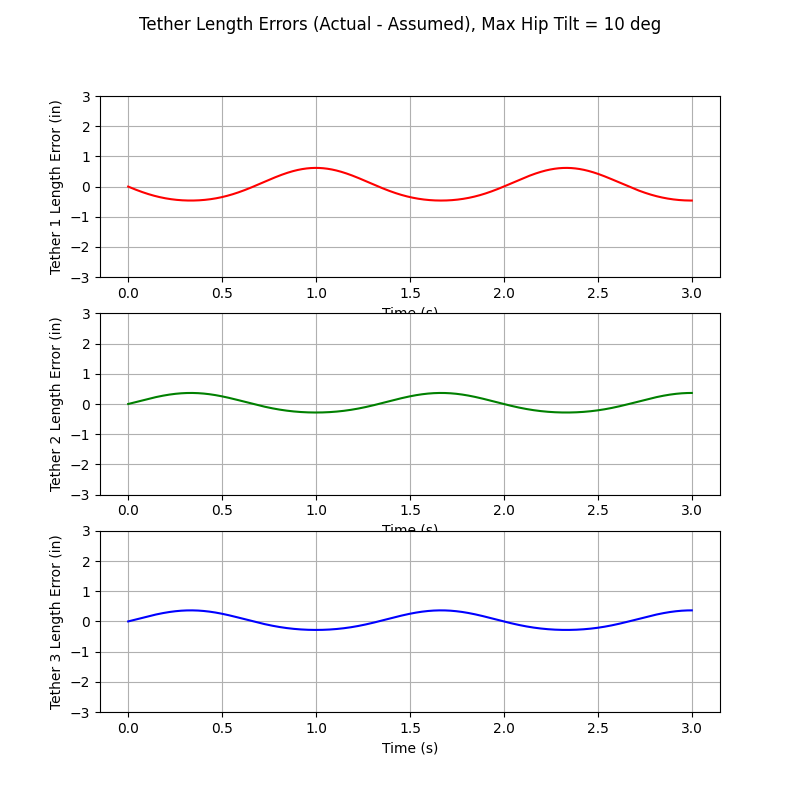 Tether Length Errors (Actual - Assumed), Max Hip Tilt = 10 deg
Tether 1 Length Error (in)
3
2
1
0
−1
−2
−3
0.0 0.5 1.0 1.5 2.0 2.5 3.0
Time (s)
Tether 2 Length Error (in)
3
2
1
0
−1
−2
−3
0.0 0.5 1.0 1.5 2.0 2.5 3.0
Time (s)
Tether 3 Length Error (in)
3
2
1
0
−1
−2
−3
0.0 0.5 1.0 1.5 2.0 2.5 3.0
Time (s)